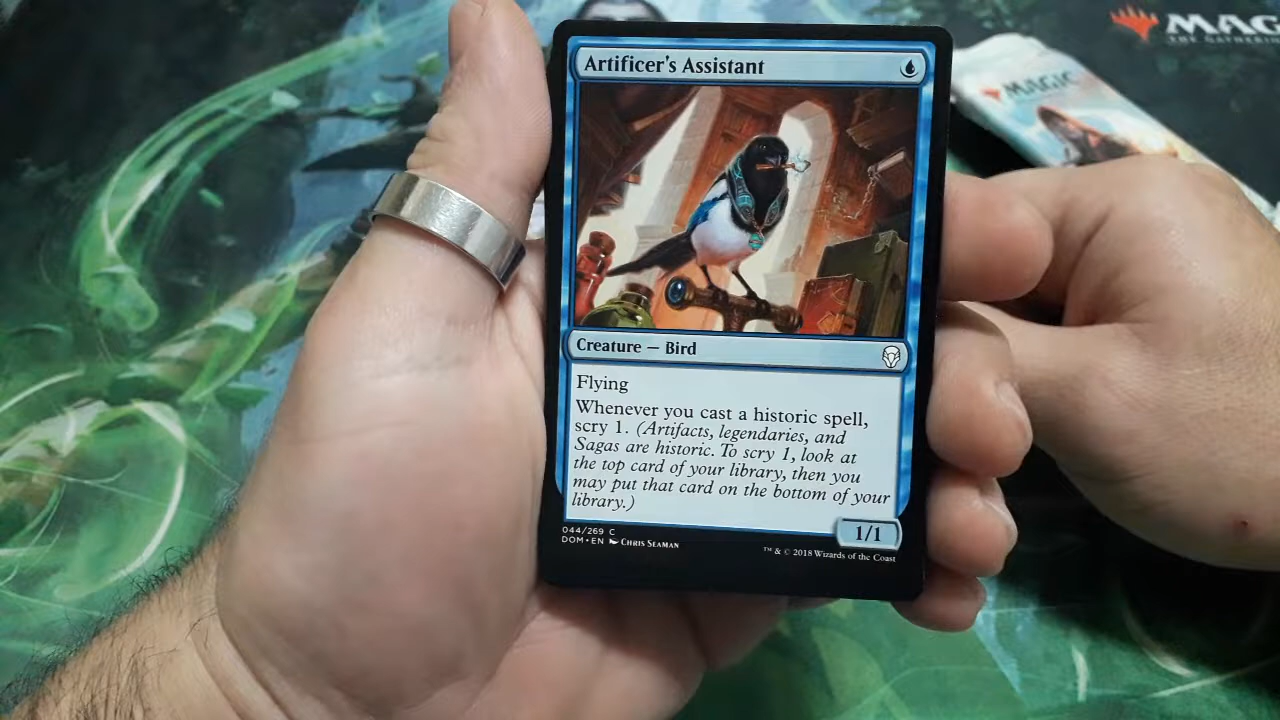 Artificer's Assistant
MAG
THE GATHERING
MAGIC
Creature — Bird
Flying
Whenever you cast a historic spell,
scry 1. (Artifacts, legendaries, and
Sagas are historic. To scry 1, look at
the top card of your library, then you
may put that card on the bottom of your
library.)
1/1
044/269 C
DOM • EN Chris Seaman
™ & © 2018 Wizards of the Coast